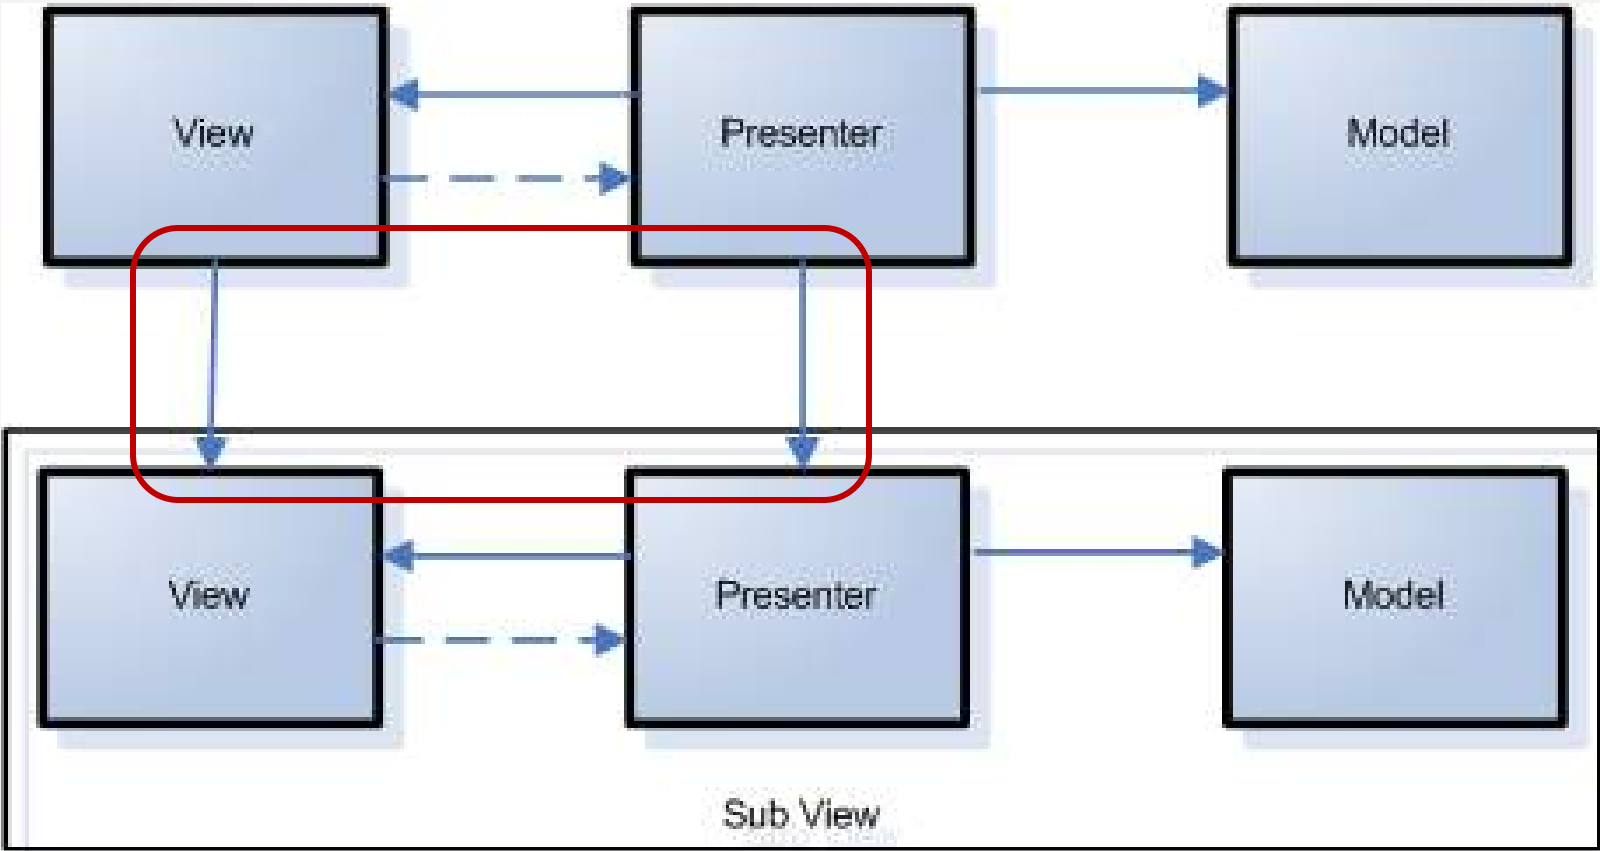 View
Presenter
Model
View
Presenter
Model
Sub View